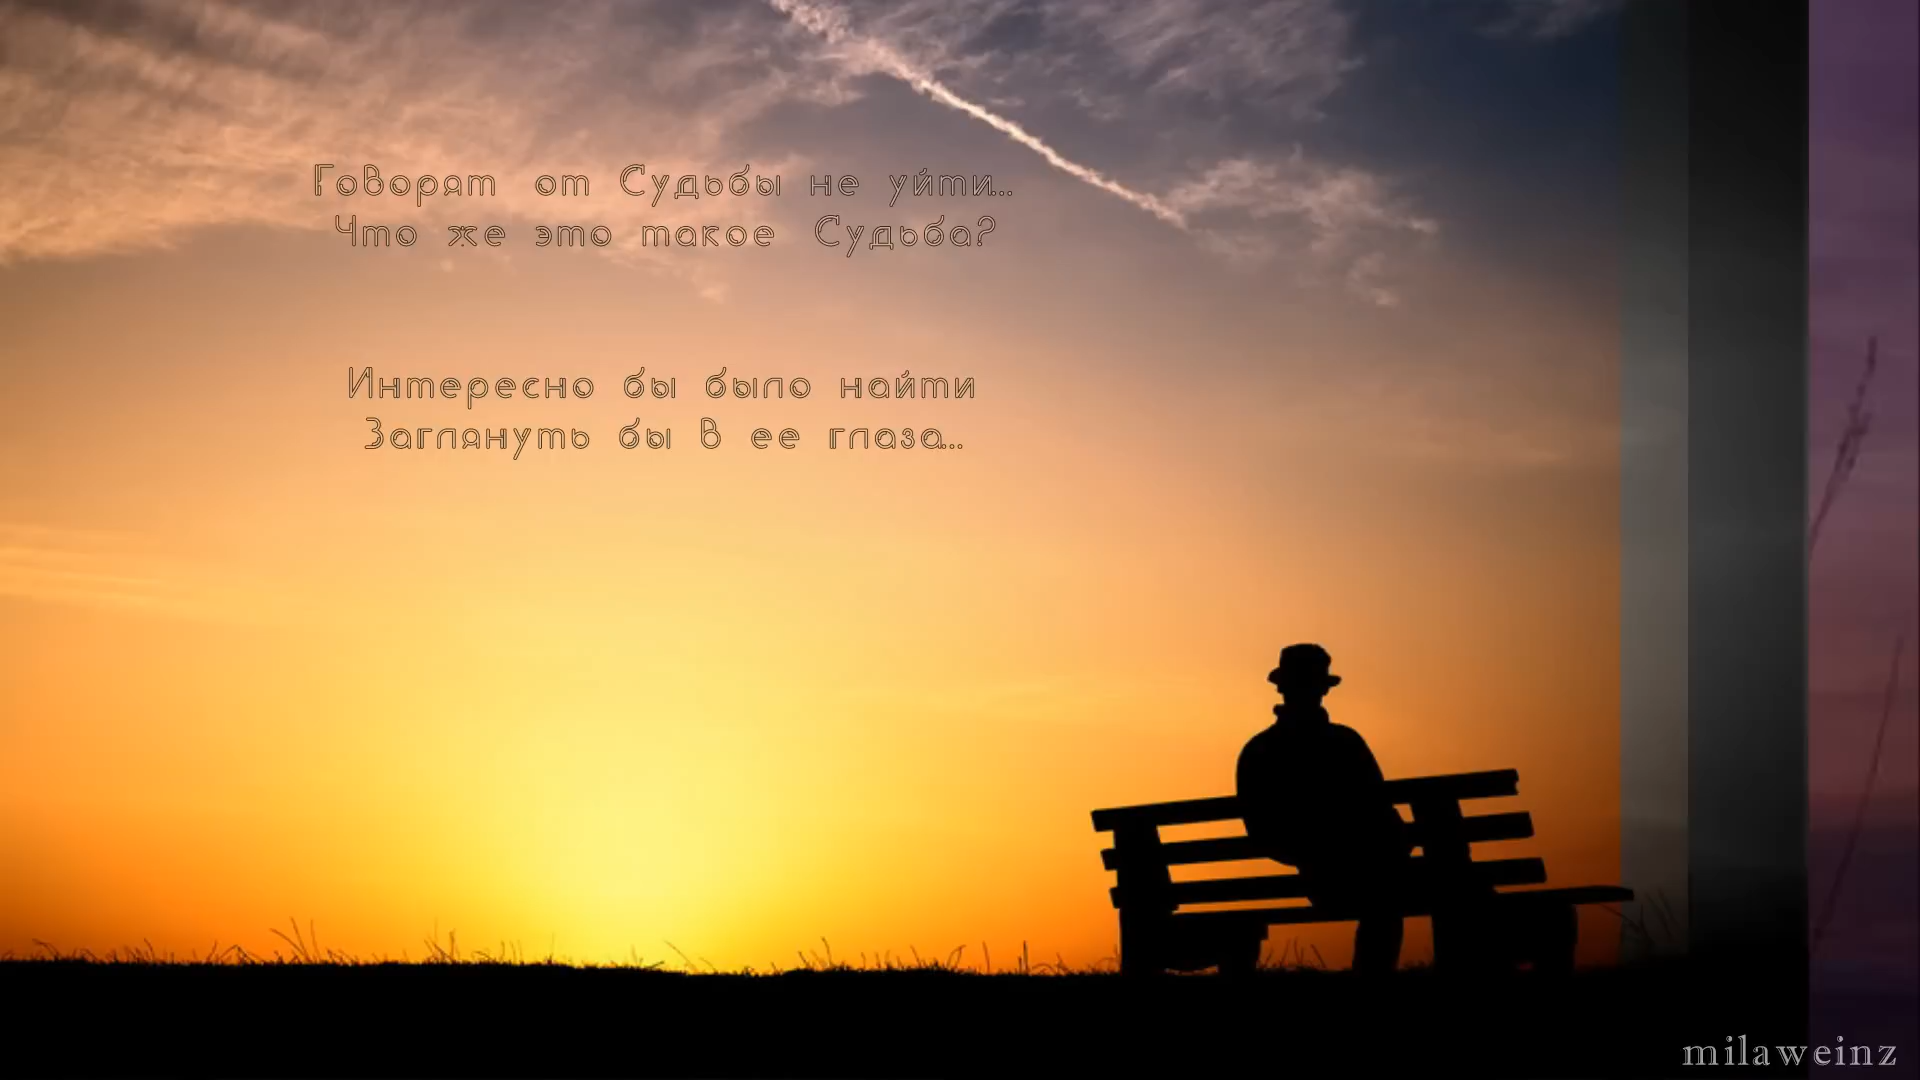 Говорят от Судьбы не уйти...
Что же это такое Судьба?
Интересно бы было найти
Заглянуть бы в ее глаза...
milaweinz